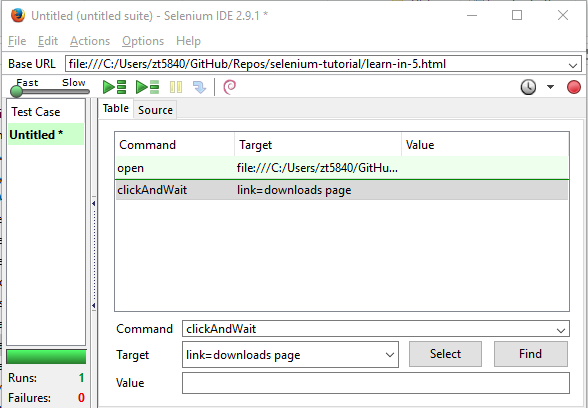 Untitled (untitled suite) - Selenium IDE 2.9.1 *
File Edit Actions Options Help
Base URL file:///C:/Users/zt5840/GitHub/Repos/selenium-tutorial/learn-in-5.html
Fast Slow
Test Case
Untitled *
Table Source
Command Target Value
open file:///C:/Users/zt5840/GitHu...
clickAndWait link=downloads page
Command clickAndWait
Target link=downloads page Select Find
Value
Runs: 1
Failures: 0